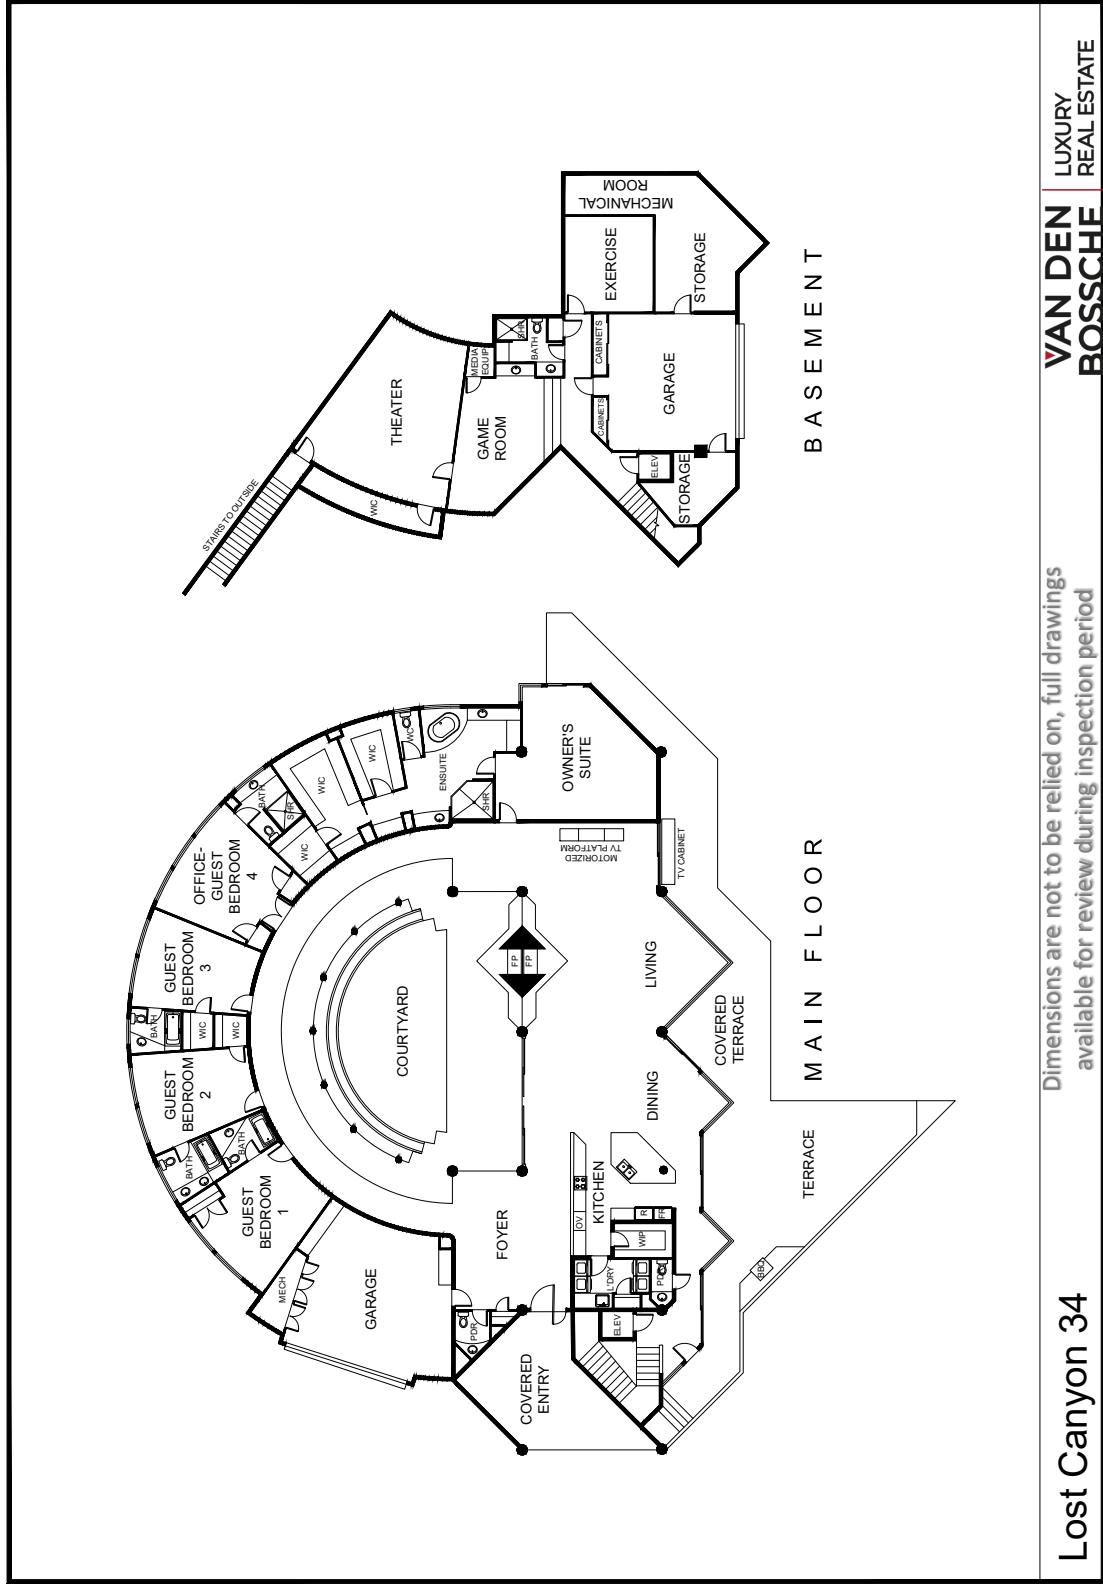 STAIRS TO OUTSIDE
THEATER
WIC
MEDIA
EQUIP
GAME
ROOM
SHR
BATH
CABINETS
CABINETS
EXERCISE
MECHANICAL
ROOM
STORAGE
GARAGE
ELEV
STORAGE
BASEMENT
OFFICE-
GUEST
BEDROOM
4
BATH
SHR
WIC
WIC
WIC
WC
ENSUITE
SHR
OWNER'S
SUITE
MOTORIZED
TV PLATFORM
TV CABINET
GUEST
BEDROOM
3
BATH
WIC
WIC
GUEST
BEDROOM
2
BATH
BATH
GUEST
BEDROOM
1
MECH
GARAGE
COURTYARD
FP
FP
LIVING
DINING
COVERED
TERRACE
KITCHEN
OV
R
FR
WIP
L'DRY
PDR
FOYER
PDR
ELEV
COVERED
ENTRY
BBQ
TERRACE
MAIN FLOOR
Lost Canyon 34
Dimensions are not to be relied on, full drawings
available for review during inspection period
VAN DEN
BOSSCHE
LUXURY
REAL ESTATE